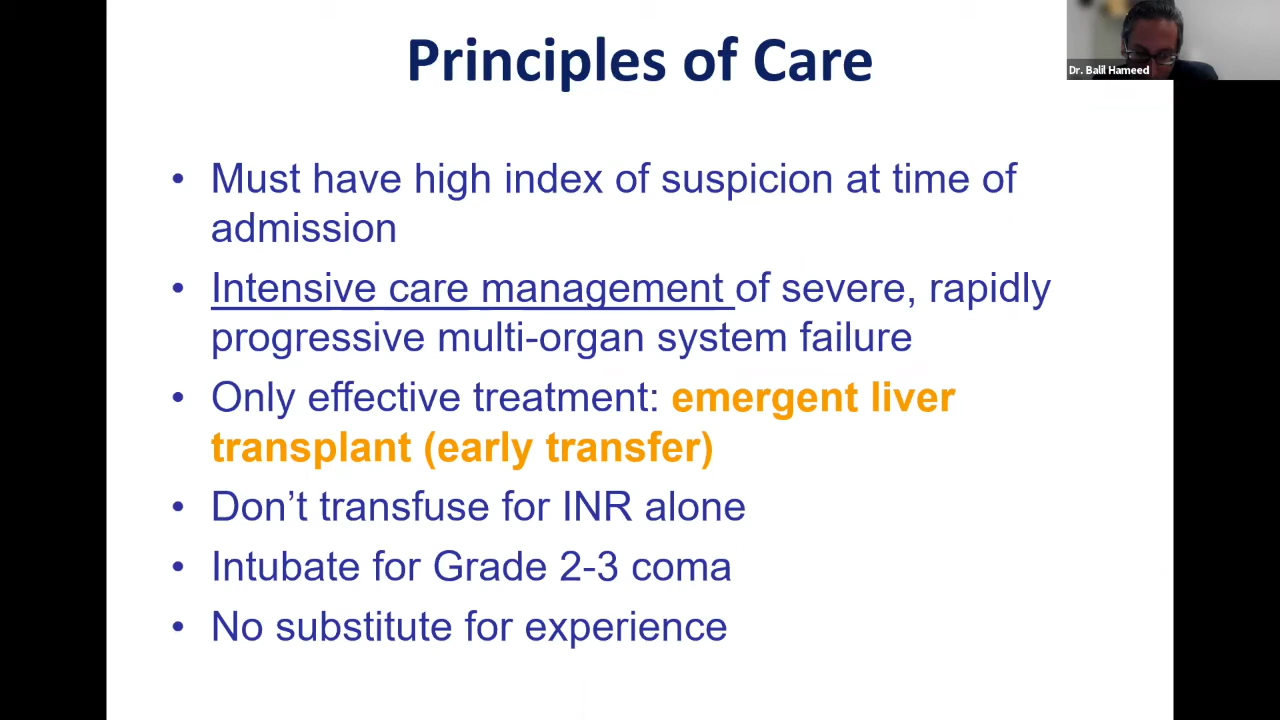 Principles of Care
Dr. Balil Hameed
• Must have high index of suspicion at time of
admission
• Intensive care management of severe, rapidly
progressive multi-organ system failure
• Only effective treatment: emergent liver
transplant (early transfer)
• Don’t transfuse for INR alone
• Intubate for Grade 2-3 coma
• No substitute for experience